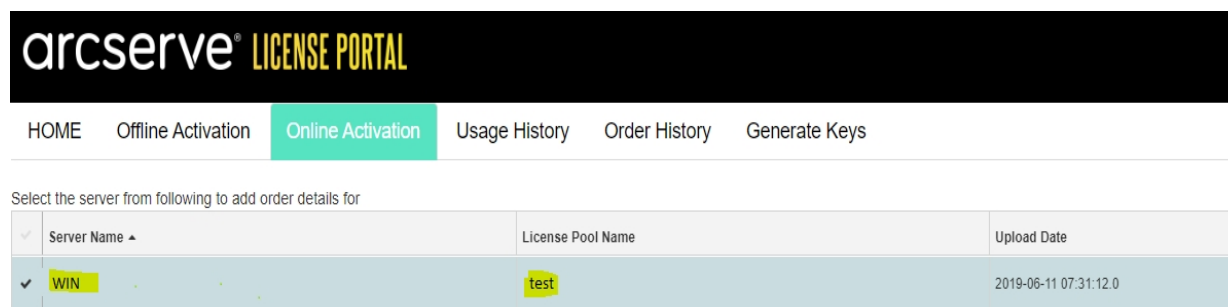 arcserve® LICENSE PORTAL
HOME Offline Activation Online Activation Usage History Order History Generate Keys
Select the server from following to add order details for
Server Name License Pool Name Upload Date
WIN test 2019-06-11 07:31:12.0